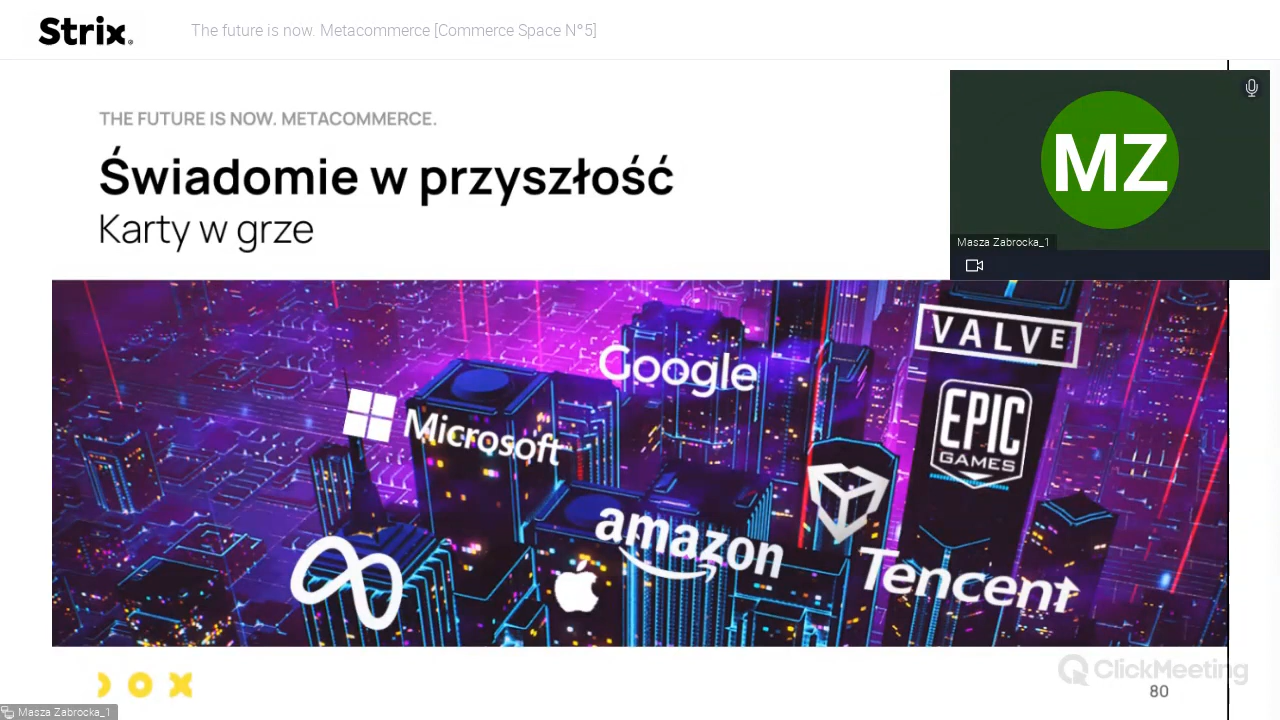 Strix®
The future is now. Metacommerce [Commerce Space N°5]
THE FUTURE IS NOW. METACOMMERCE.
Świadomie w przyszłość
Karty w grze
MZ
Masza Zabrocka_1
VALVE
Google
EPIC
GAMES
Microsoft
amazon
Tencent
ClickMeeting
80
Masza Zabrocka_1